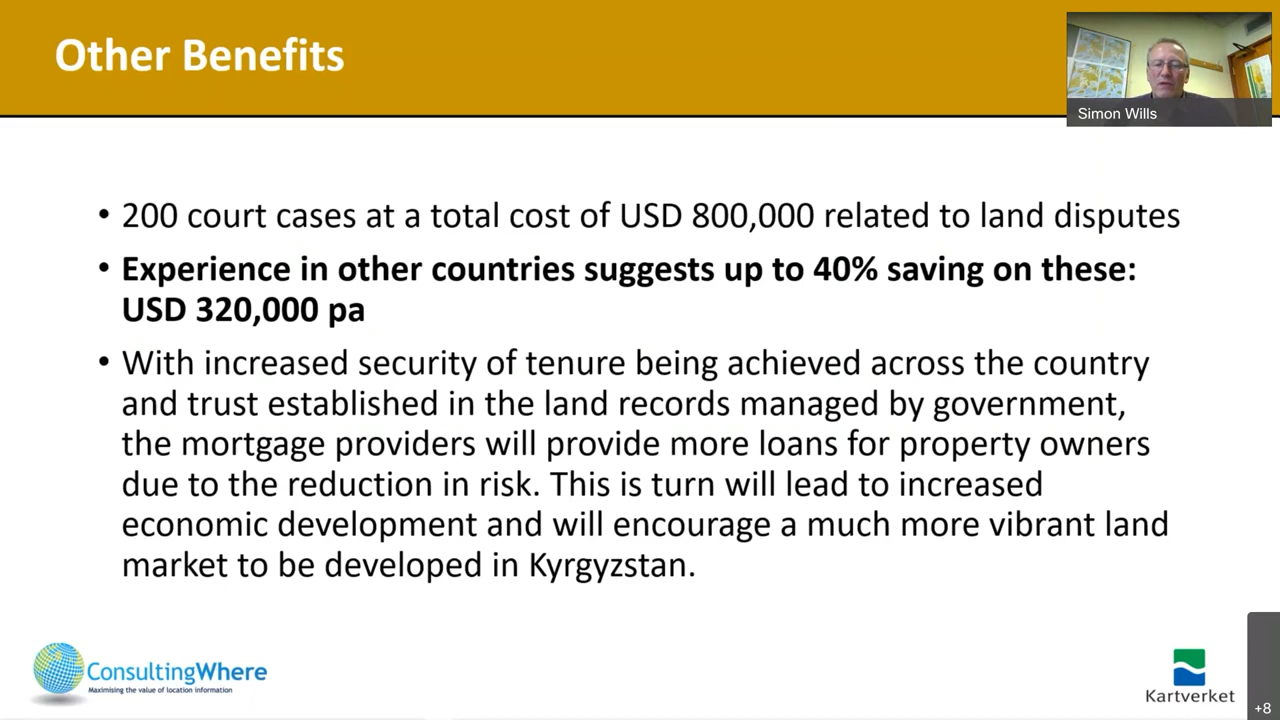 Other Benefits
Simon Wills
• 200 court cases at a total cost of USD 800,000 related to land disputes
• Experience in other countries suggests up to 40% saving on these:
USD 320,000 pa
• With increased security of tenure being achieved across the country
and trust established in the land records managed by government,
the mortgage providers will provide more loans for property owners
due to the reduction in risk. This is turn will lead to increased
economic development and will encourage a much more vibrant land
market to be developed in Kyrgyzstan.
ConsultingWhere
Maximising the value of location information
Kartverket
+8